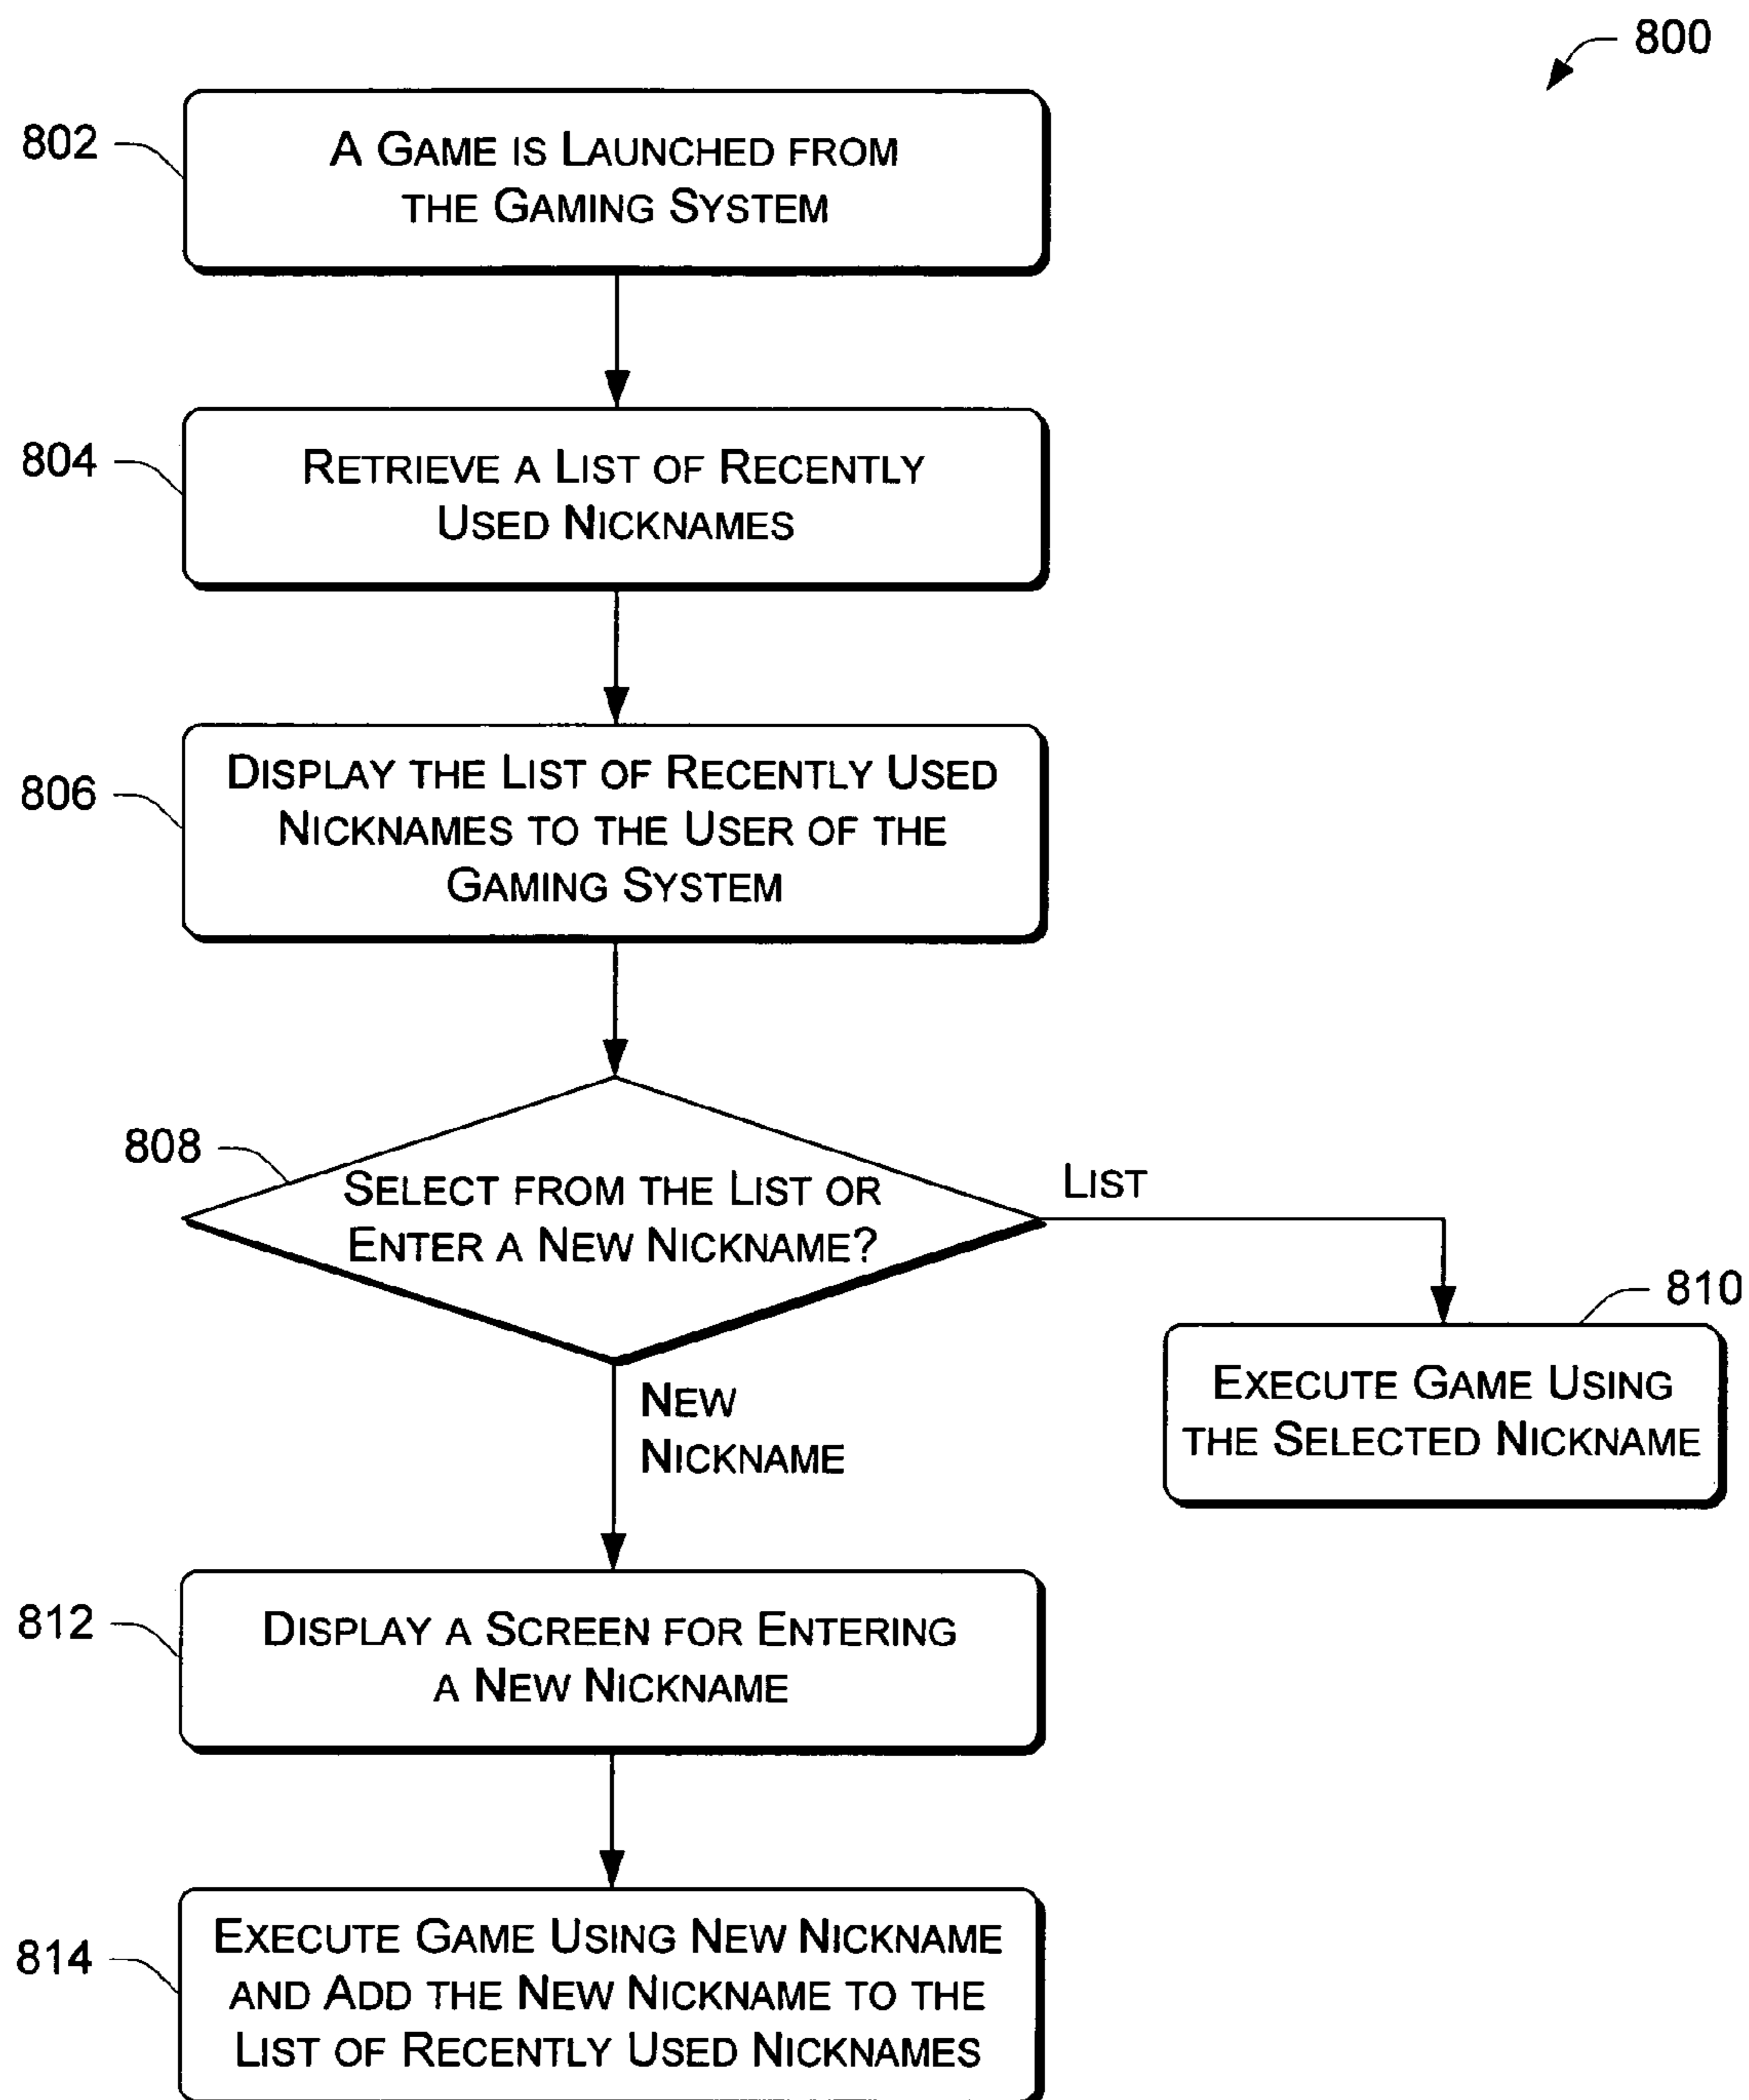 800
802
A GAME IS LAUNCHED FROM
THE GAMING SYSTEM
804
RETRIEVE A LIST OF RECENTLY
USED NICKNAMES
806
DISPLAY THE LIST OF RECENTLY USED
NICKNAMES TO THE USER OF THE
GAMING SYSTEM
808
SELECT FROM THE LIST OR
ENTER A NEW NICKNAME?
LIST
810
EXECUTE GAME USING
THE SELECTED NICKNAME
NEW
NICKNAME
812
DISPLAY A SCREEN FOR ENTERING
A NEW NICKNAME
814
EXECUTE GAME USING NEW NICKNAME
AND ADD THE NEW NICKNAME TO THE
LIST OF RECENTLY USED NICKNAMES